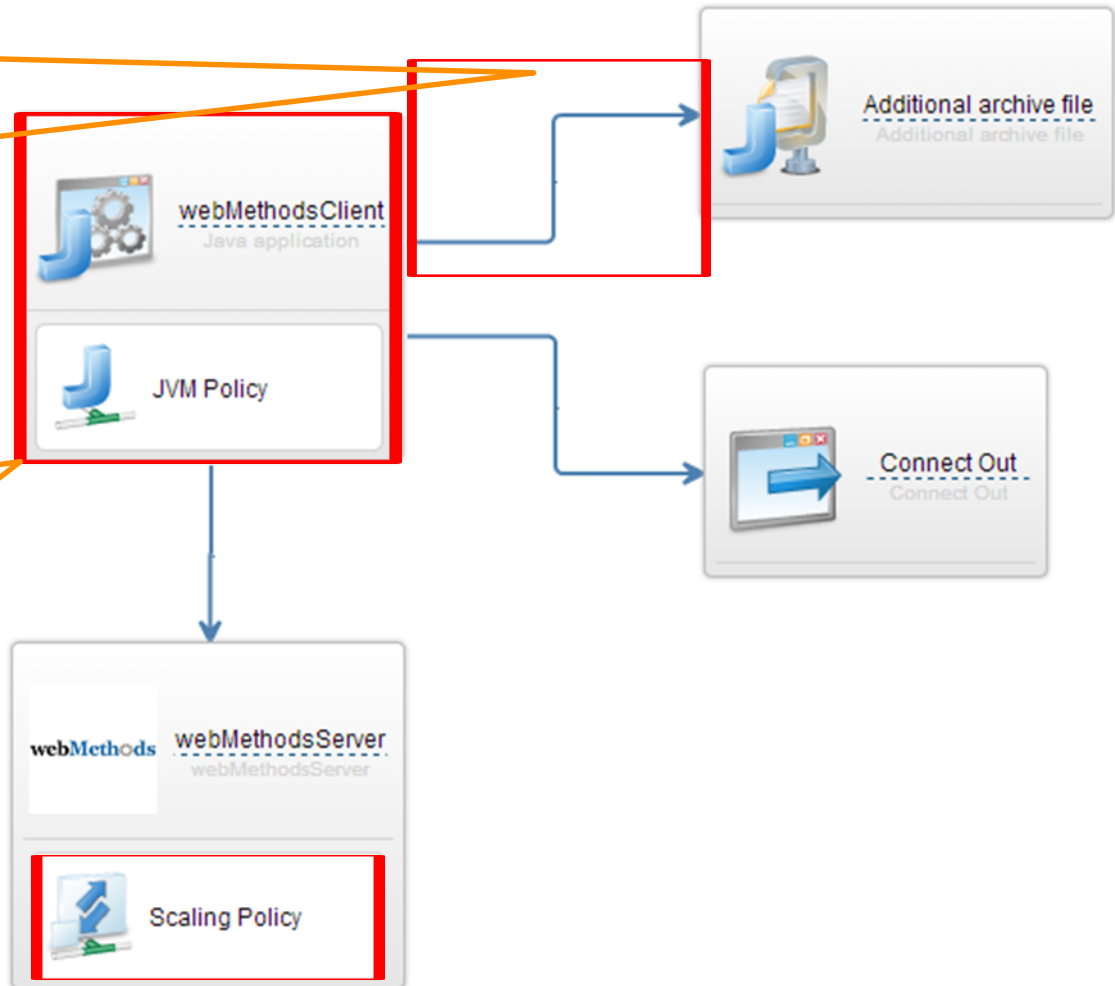 Additional archive file
Additional archive file
webMethodsClient
Java application
JVM Policy
Connect Out
Connect Out
webMethods
webMethodsServer
webMethodsServer
Scaling Policy